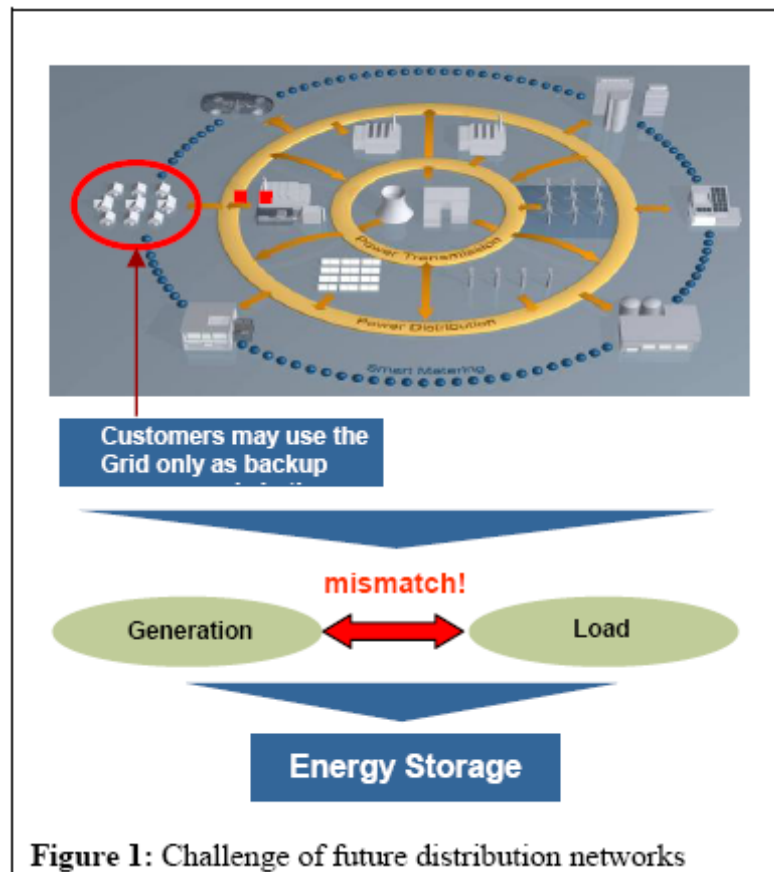 Power Transmission
Power Distribution
Smart Metering
Customers may use the
Grid only as backup
mismatch!
Generation
Load
Energy Storage
Figure 1: Challenge of future distribution networks